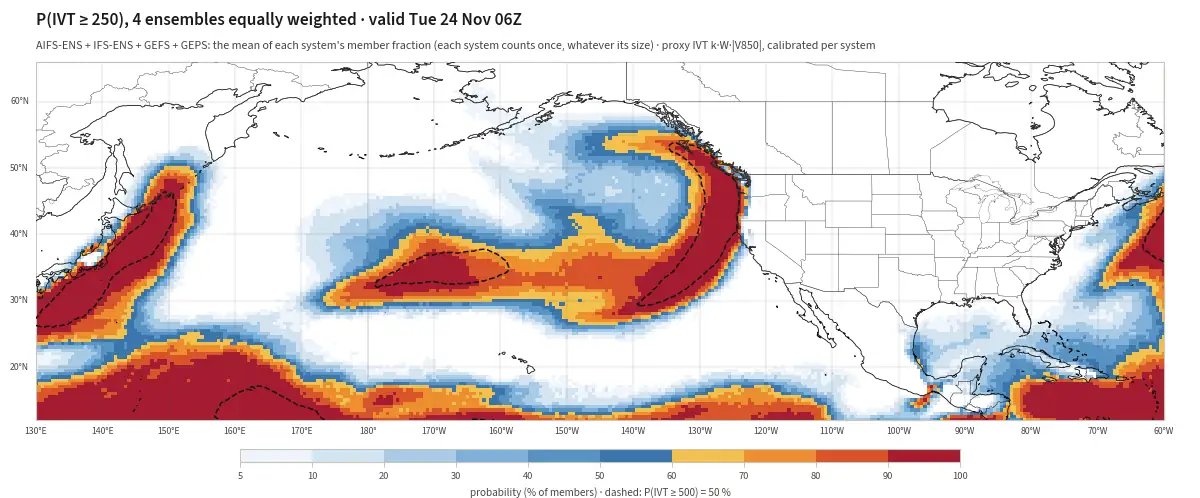 P(IVT ≥ 250), 4 ensembles equally weighted · valid Tue 24 Nov 06Z
AIFS-ENS + IFS-ENS + GEFS + GEPS: the mean of each system's member fraction (each system counts once, whatever its size) · proxy IVT k·W·|V850|, calibrated per system
60°N
50°N
40°N
30°N
20°N
130°E 140°E 150°E 160°E 170°E 180° 170°W 160°W 150°W 140°W 130°W 120°W 110°W 100°W 90°W 80°W 70°W 60°W
5 10 20 30 40 50 60 70 80 90 100
probability (% of members) · dashed: P(IVT ≥ 500) = 50 %